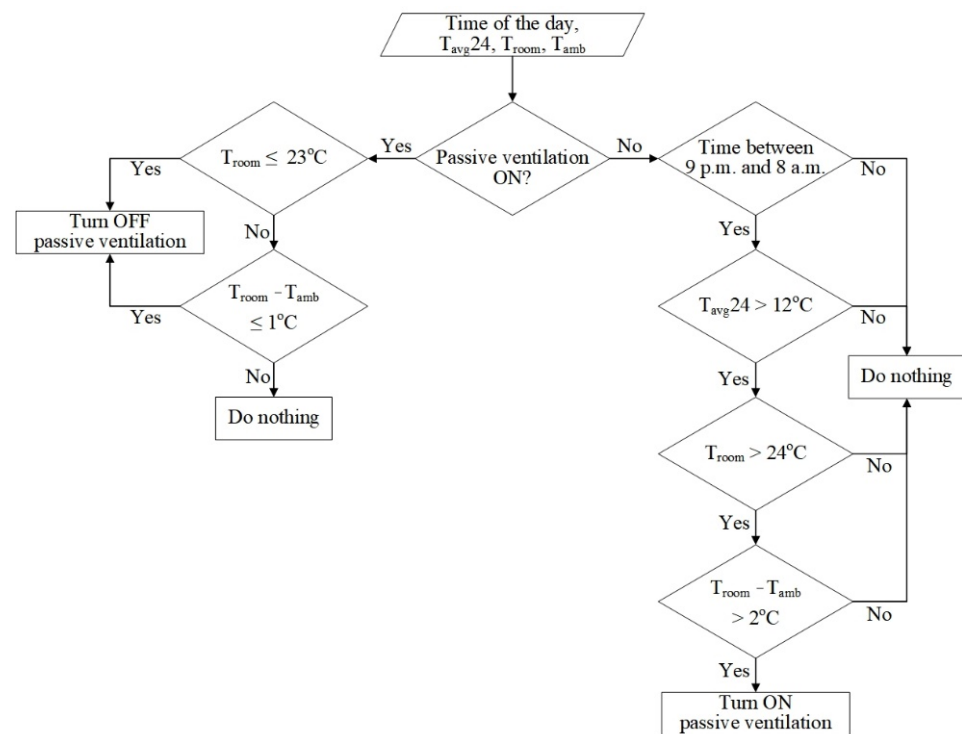 Time of the day,
Tavg24, Troom, Tamb
Passive ventilation
ON?
Yes
No
Troom ≤ 23°C
Yes
No
Turn OFF
passive ventilation
Troom - Tamb
≤ 1°C
Yes
No
Do nothing
Time between
9 p.m. and 8 a.m.
No
Yes
Tavg24 > 12°C
No
Yes
Do nothing
Troom > 24°C
No
Yes
Troom - Tamb
> 2°C
No
Yes
Turn ON
passive ventilation